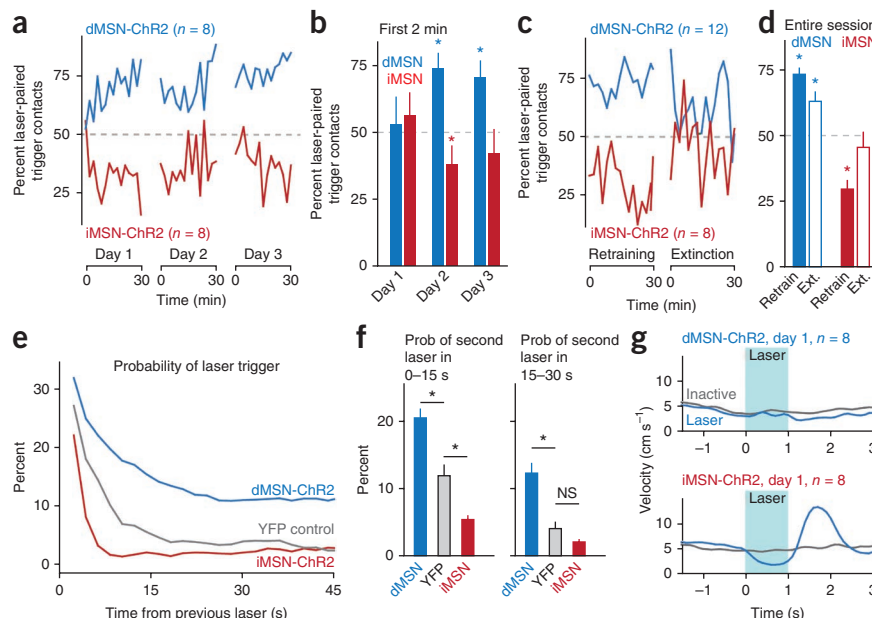 a
dMSN-ChR2 (n = 8)
Percent laser-paired
trigger contacts
75
50
25
iMSN-ChR2 (n = 8)
Day 1
Day 2
Day 3
0
30
0
30
0
30
Time (min)
b
First 2 min
Percent laser-paired
trigger contacts
75
50
25
0
dMSN
iMSN
*
*
*
Day 1
Day 2
Day 3
c
dMSN-ChR2 (n = 12)
Percent laser-paired
trigger contacts
75
50
25
iMSN-ChR2 (n = 8)
Retraining
Extinction
0
30
0
30
Time (min)
d
Entire session
dMSN
iMSN
75
50
25
0
*
*
*
Retrain
Ext.
Retrain
Ext.
e
Probability of laser trigger
Percent
30
20
10
0
dMSN-ChR2
YFP control
iMSN-ChR2
0
15
30
45
Time from previous laser (s)
f
Prob of second
laser in
0–15 s
Prob of second
laser in
15–30 s
Percent
20
10
0
*
*
*
NS
dMSN
YFP
iMSN
dMSN
YFP
iMSN
g
dMSN-ChR2, day 1, n = 8
Laser
Inactive
Laser
10
5
0
−1
0
1
2
3
Velocity (cm s⁻¹)
iMSN-ChR2, day 1, n = 8
Laser
10
5
0
−1
0
1
2
3
Time (s)